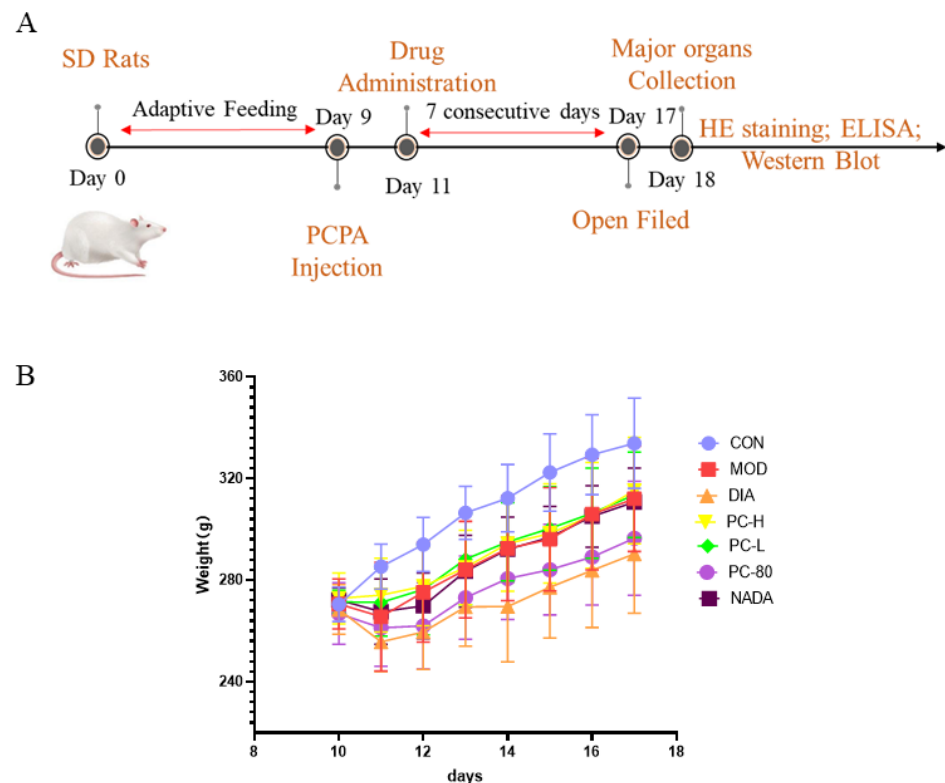 A
SD Rats
Drug
Administration
Major organs
Collection
Adaptive Feeding
Day 9
7 consecutive days
Day 17
HE staining; ELISA;
Western Blot
Day 0
Day 11
Day 18
PCPA
Injection
Open Filed
B
360
320
280
240
Weight (g)
8
10
12
14
16
18
days
CON
MOD
DIA
PC-H
PC-L
PC-80
NADA